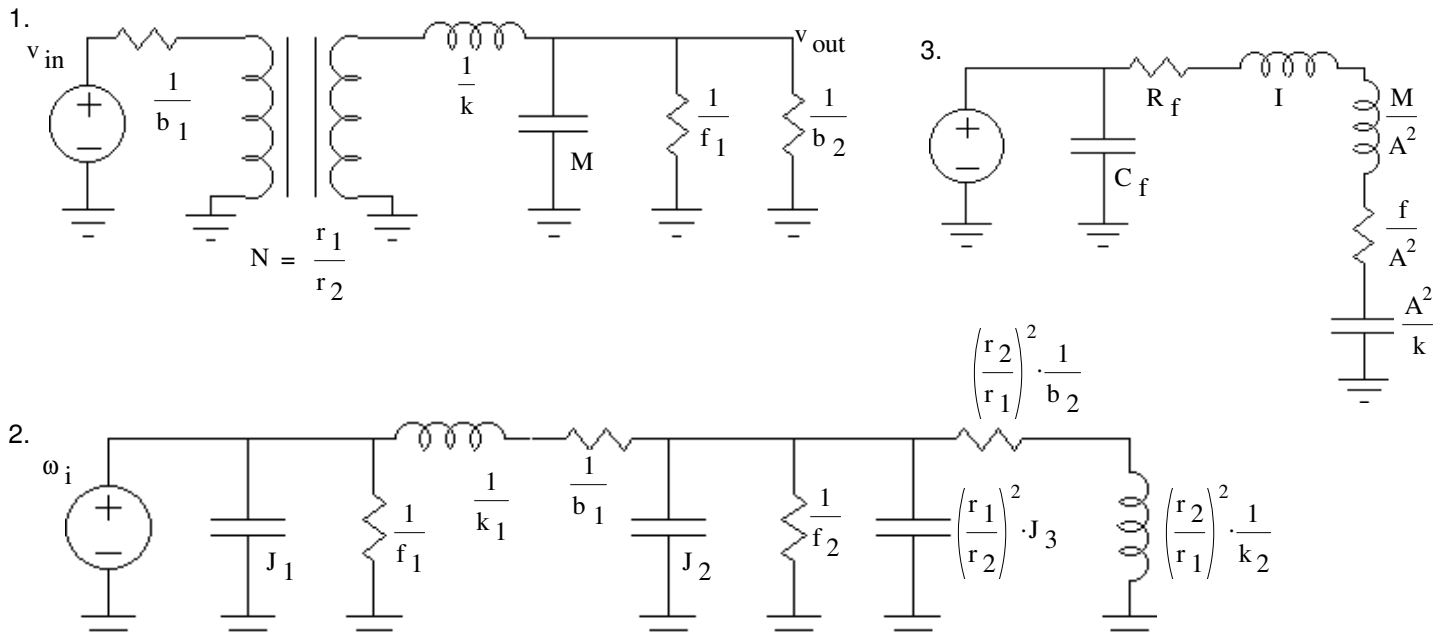 1.
v in
1/b 1
N = r 1/r 2
1/k
M
1/f 1
1/b 2
v out
3.
R f
I
C f
M/A^2
f/A^2
A^2/k
2.
ω i
J 1
1/f 1
1/k 1
1/b 1
J 2
1/f 2
(r 1/r 2)^2 · J 3
(r 2/r 1)^2 · 1/b 2
(r 2/r 1)^2 · 1/k 2